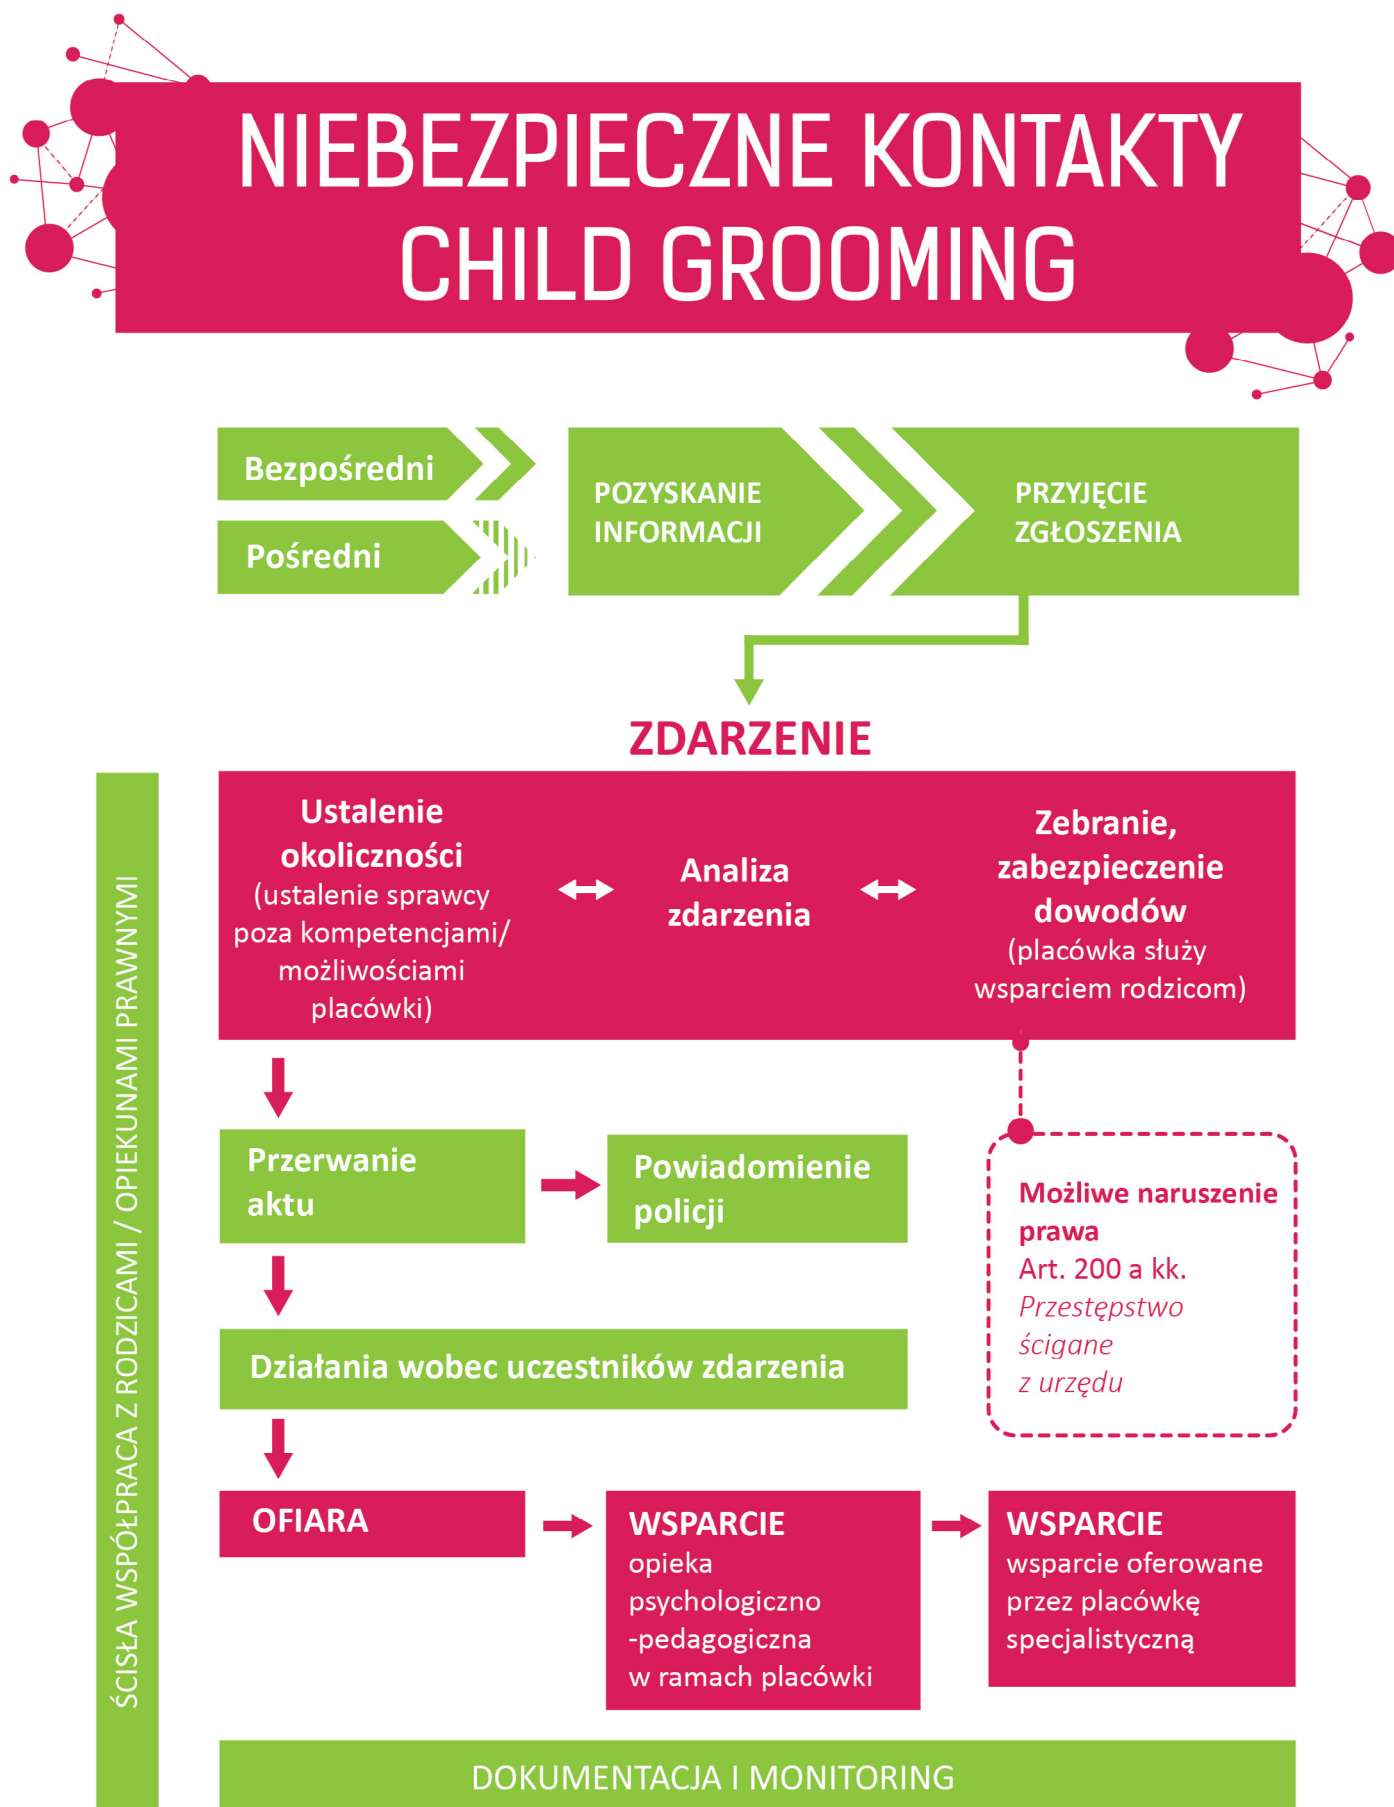 NIEBEZPIECZNE KONTAKTY
CHILD GROOMING
Bezpośredni
Pośredni
POZYSKANIE
INFORMACJI
PRZYJĘCIE
ZGŁOSZENIA
ZDARZENIE
Ustalenie
okoliczności
(ustalenie sprawcy
poza kompetencjami/
możliwościami
placówki)
Analiza
zdarzenia
Zebranie,
zabezpieczenie
dowodów
(placówka służy
wsparciem rodzicom)
Przerwanie
aktu
Powiadomienie
policji
Możliwe naruszenie
prawa
Art. 200 a kk.
Przestępstwo
ścigane
z urzędu
Działania wobec uczestników zdarzenia
OFIARA
WSPARCIE
opieka
psychologiczno
-pedagogiczna
w ramach placówki
WSPARCIE
wsparcie oferowane
przez placówkę
specjalistyczną
ŚCISŁA WSPÓŁPRACA Z RODZICAMI / OPIEKUNAMI PRAWNYMI
DOKUMENTACJA I MONITORING